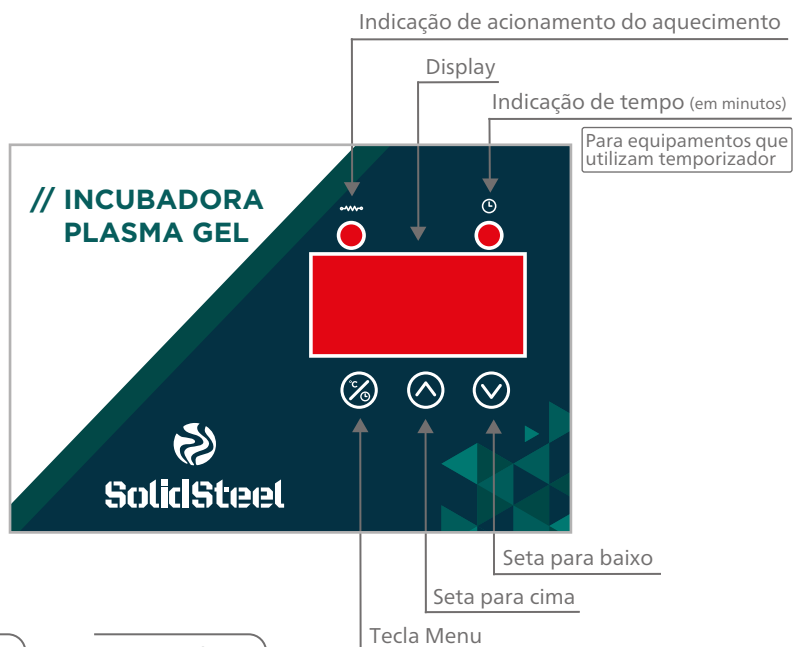 Indicação de acionamento do aquecimento
Display
Indicação de tempo (em minutos)
Para equipamentos que
utilizam temporizador
// INCUBADORA
PLASMA GEL
°C
SolidSteel
Seta para baixo
Seta para cima
Tecla Menu